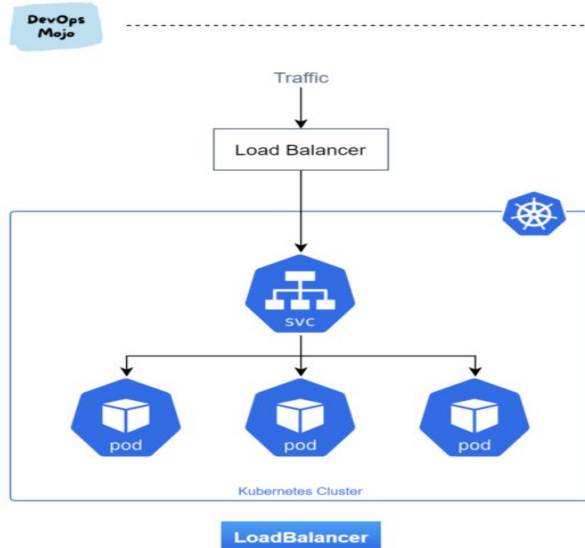 DevOps
Mojo
Traffic
Load Balancer
svc
pod pod pod
Kubernetes Cluster
LoadBalancer